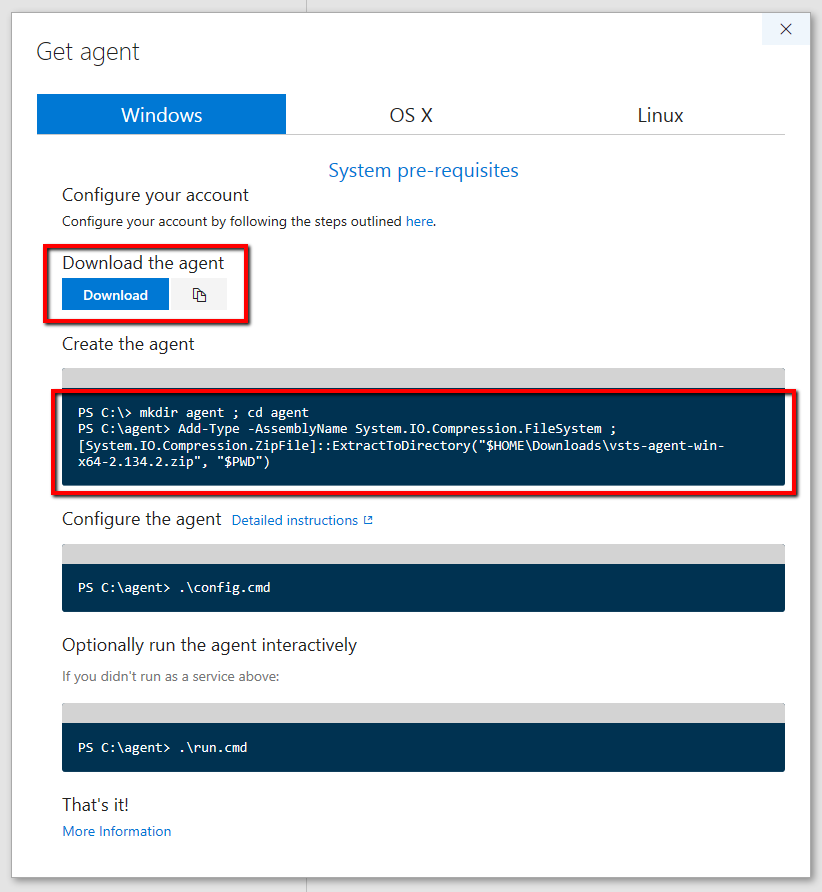 Get agent
Windows
OS X
Linux
System pre-requisites
Configure your account
Configure your account by following the steps outlined here.
Download the agent
Download
Create the agent
PS C:\> mkdir agent ; cd agent
PS C:\agent> Add-Type -AssemblyName System.IO.Compression.FileSystem ;
[System.IO.Compression.ZipFile]::ExtractToDirectory("$HOME\Downloads\vsts-agent-win-
x64-2.134.2.zip", "$PWD")
Configure the agent Detailed instructions
PS C:\agent> .\config.cmd
Optionally run the agent interactively
If you didn't run as a service above:
PS C:\agent> .\run.cmd
That's it!
More Information